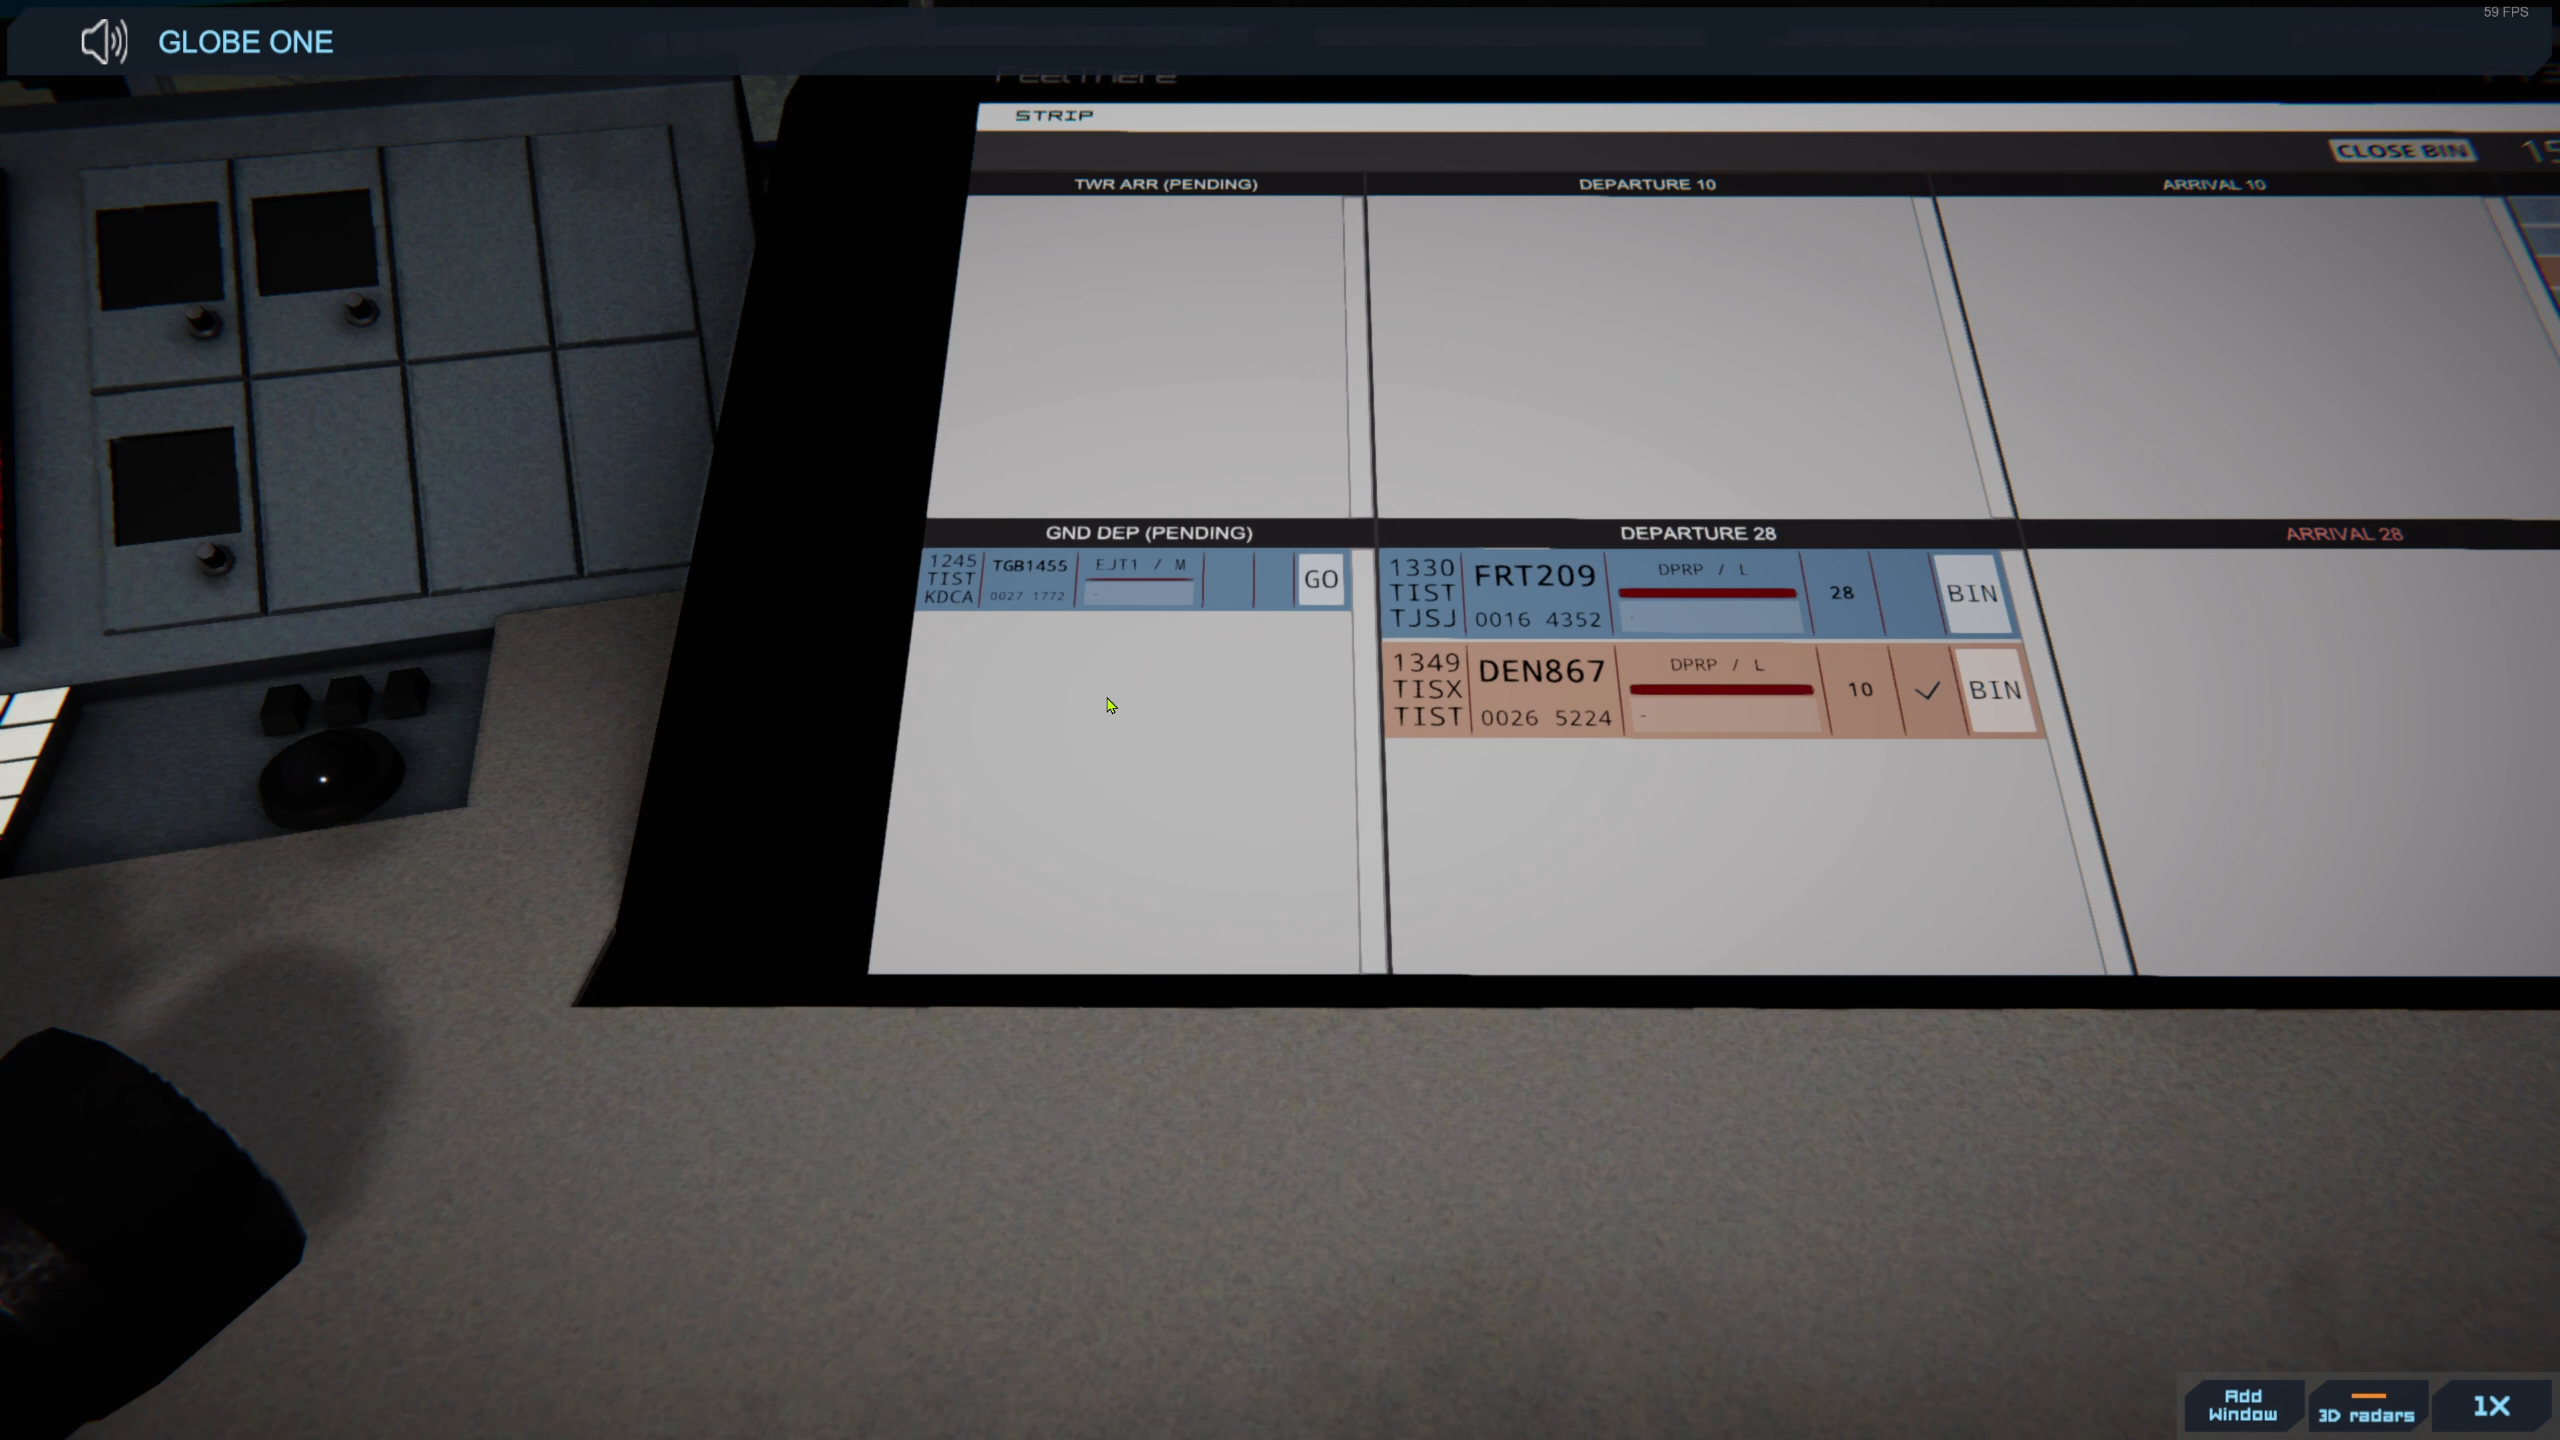 GLOBE ONE
59 FPS
FeelThere
STRIP
CLOSE BIN
TWR ARR (PENDING)
DEPARTURE 10
ARRIVAL 10
GND DEP (PENDING)
DEPARTURE 28
ARRIVAL 28
1245
TIST
KDCA
TGB1455
0027 1772
EJT1 / M
-
GO
1330
TIST
TJSJ
FRT209
0016 4352
DPRP / L
-
28
BIN
1349
TISX
TIST
DEN867
0026 5224
DPRP / L
-
10
✓
BIN
Add
Window
3D radars
1X